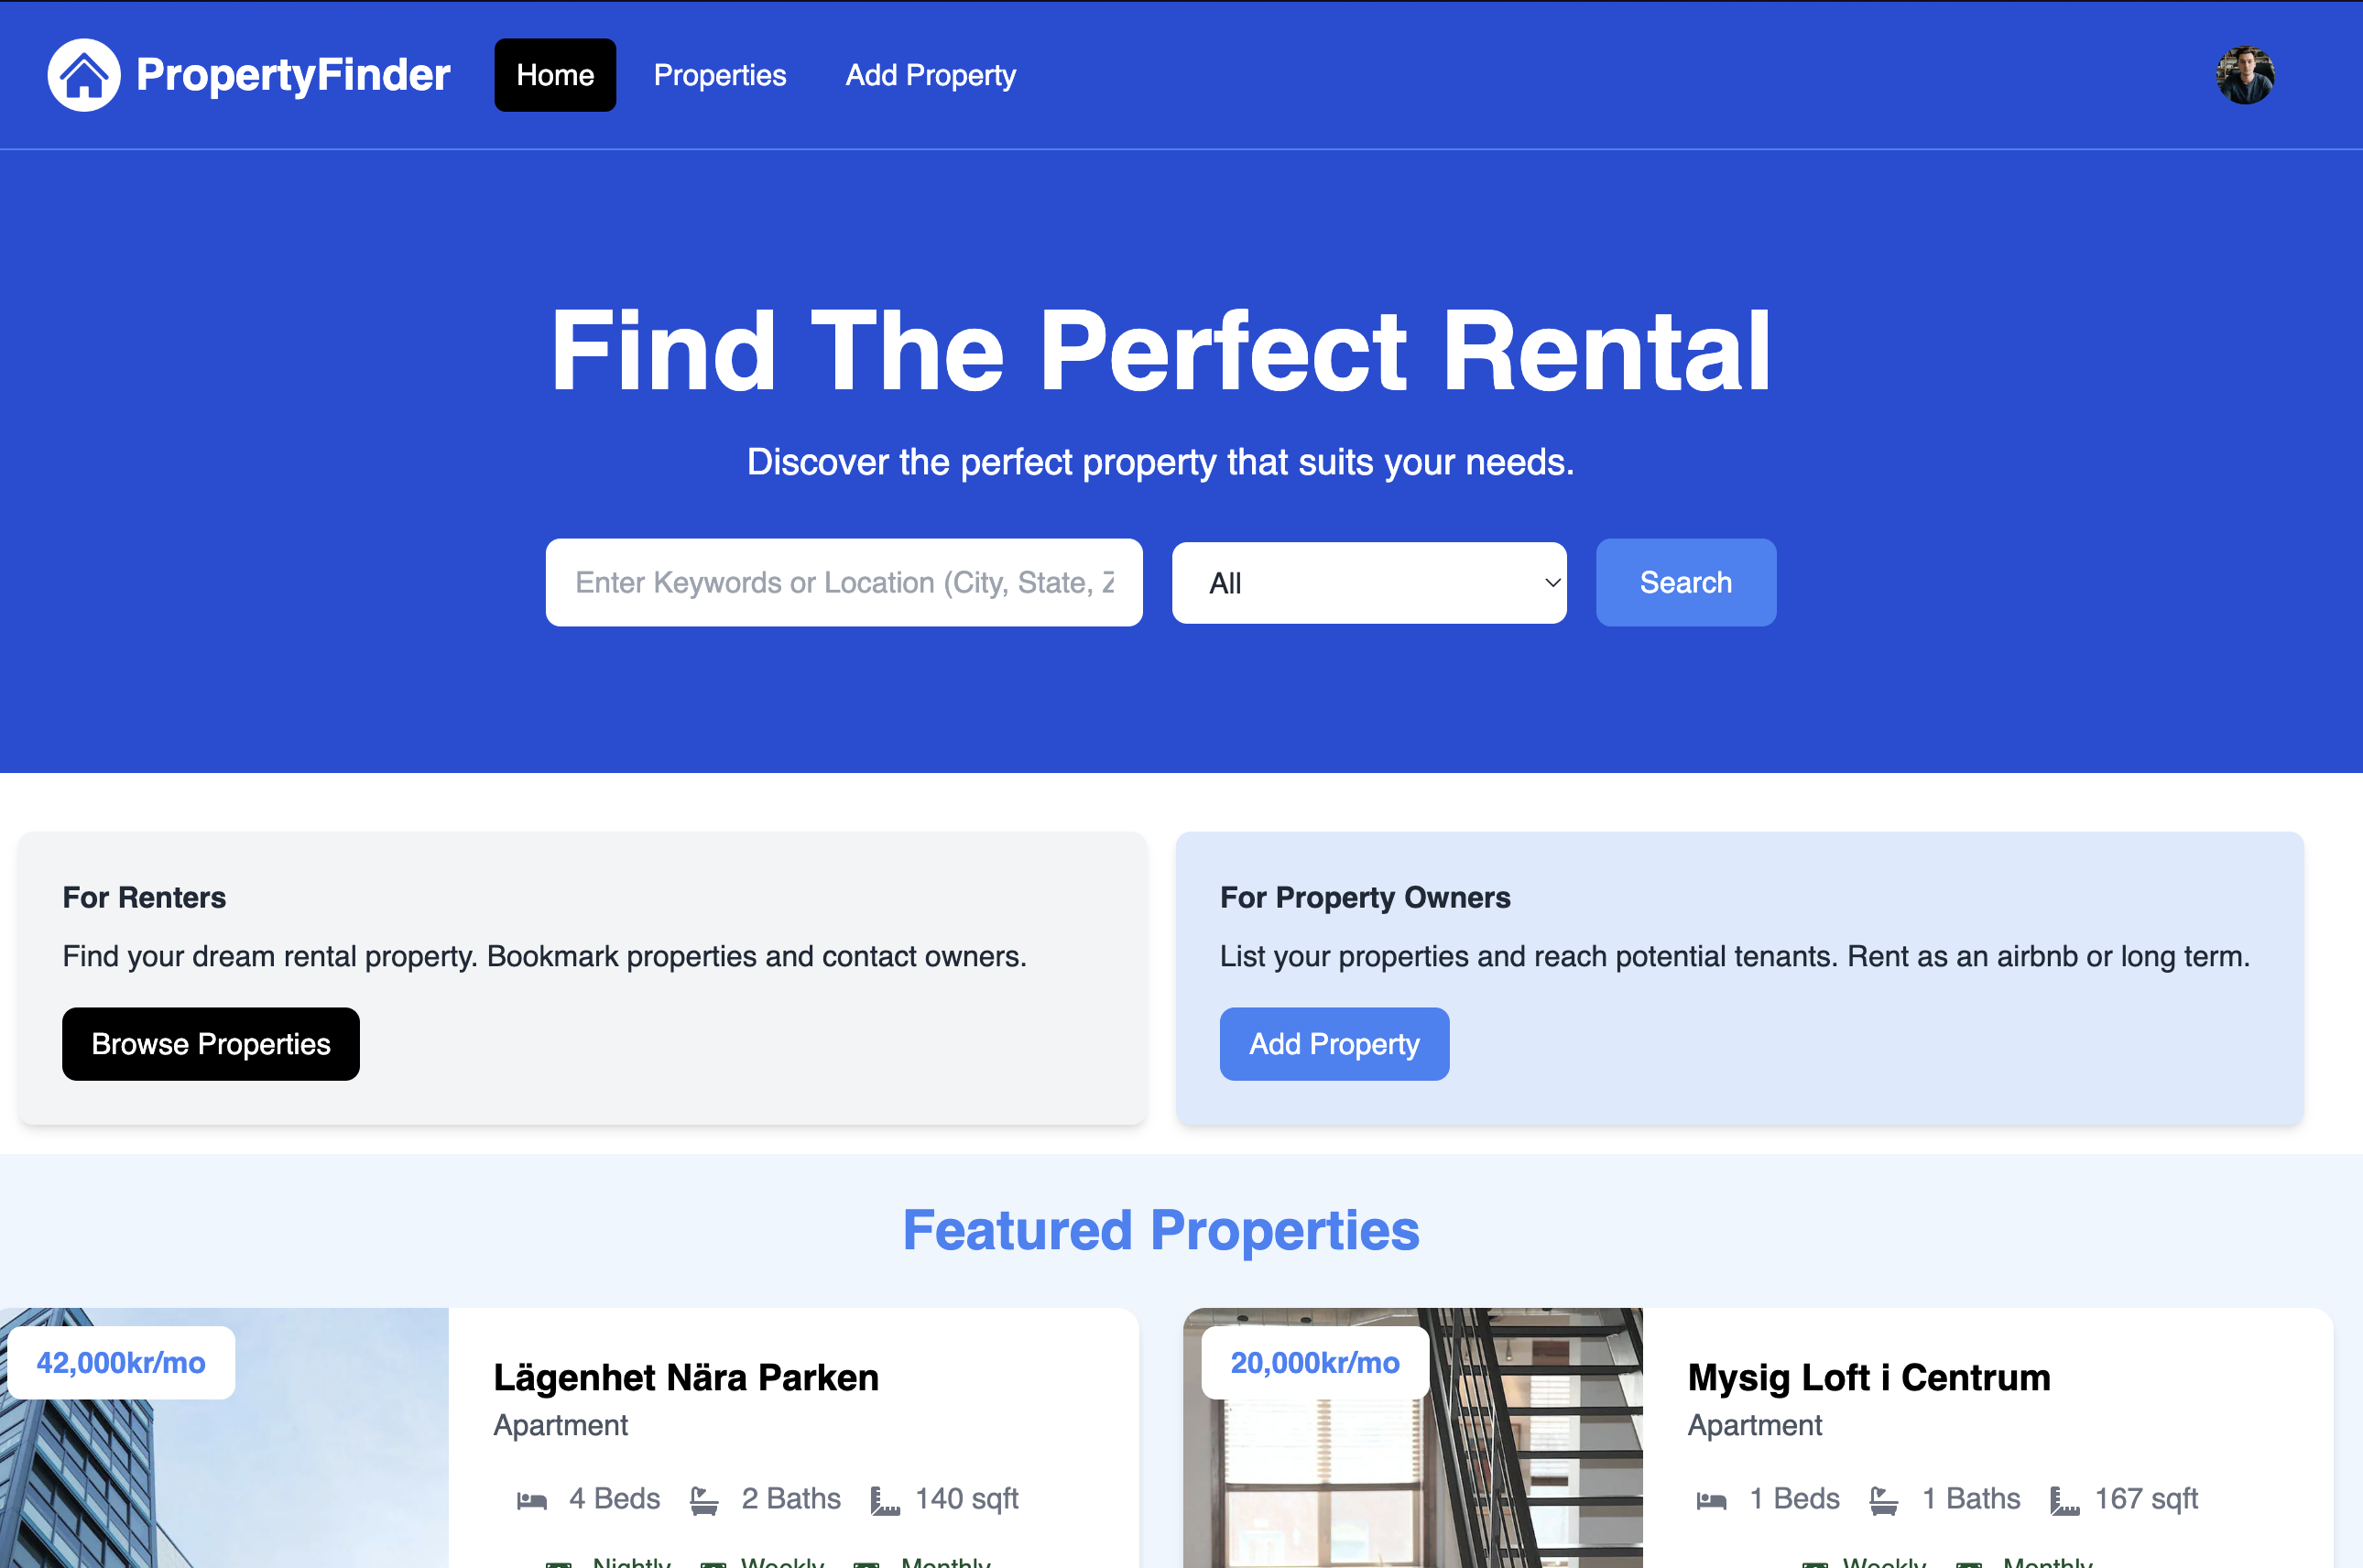 PropertyFinder Home Properties Add Property
Find The Perfect Rental
Discover the perfect property that suits your needs.
Enter Keywords or Location (City, State, Z All Search
For Renters
Find your dream rental property. Bookmark properties and contact owners.
Browse Properties
For Property Owners
List your properties and reach potential tenants. Rent as an airbnb or long term.
Add Property
Featured Properties
42,000kr/mo
Lägenhet Nära Parken
Apartment
4 Beds 2 Baths 140 sqft
Nightly Weekly Monthly
20,000kr/mo
Mysig Loft i Centrum
Apartment
1 Beds 1 Baths 167 sqft
Weekly Monthly